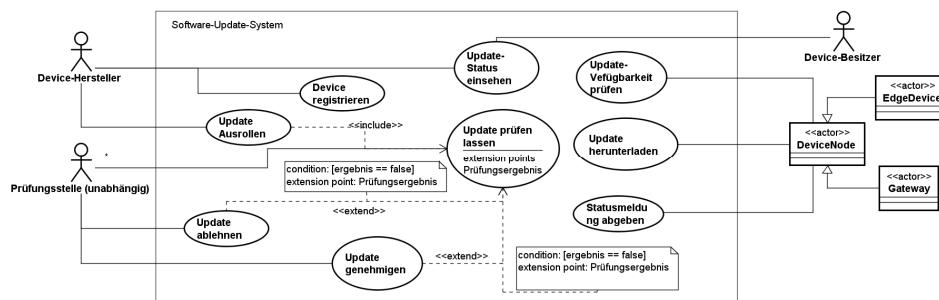 Software-Update-System
Device-Hersteller
Device-Besitzer
Update-
Status
einsehen
Update-
Vefügbarkeit
prüfen
Device
registrieren
<<actor>>
EdgeDevice
Update
Ausrollen
<<include>>
Update prüfen
lassen
extension points
Prüfungsergebnis
Update
herunterladen
<<actor>>
DeviceNode
*
Prüfungsstelle (unabhängig)
condition: [ergebnis == false]
extension point: Prüfungsergebnis
<<actor>>
Gateway
<<extend>>
Statusmeldu
ng abgeben
Update
ablehnen
Update
genehmigen
<<extend>>
condition: [ergebnis == false]
extension point: Prüfungsergebnis